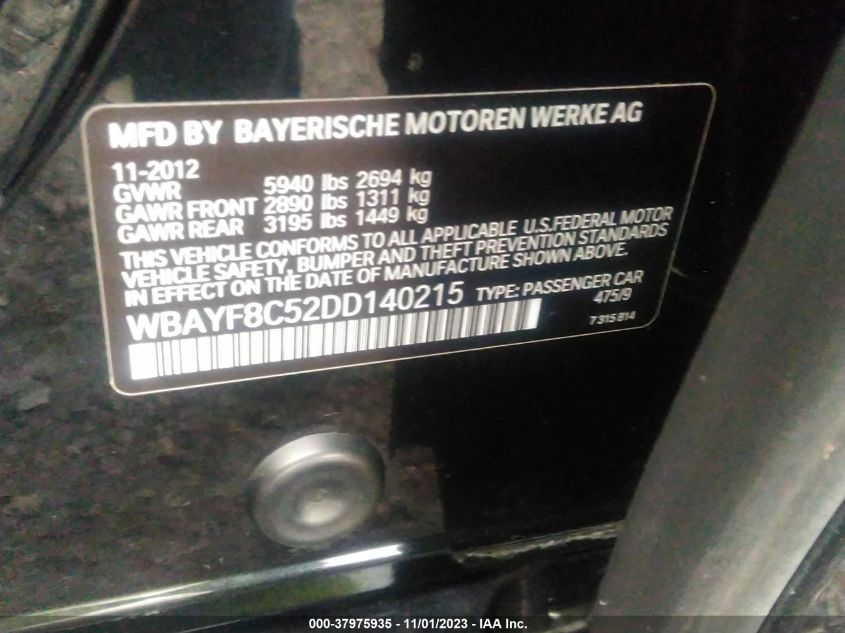 MFD BY BAYERISCHE MOTOREN WERKE AG
11-2012
GVWR 5940 lbs 2694 kg
GAWR FRONT 2890 lbs 1311 kg
GAWR REAR 3195 lbs 1449 kg
THIS VEHICLE CONFORMS TO ALL APPLICABLE U.S.FEDERAL MOTOR
VEHICLE SAFETY, BUMPER AND THEFT PREVENTION STANDARDS
IN EFFECT ON THE DATE OF MANUFACTURE SHOWN ABOVE.
WBAYF8C52DD140215 TYPE: PASSENGER CAR
475/9
7315814
000-37975935 - 11/01/2023 - IAA Inc.